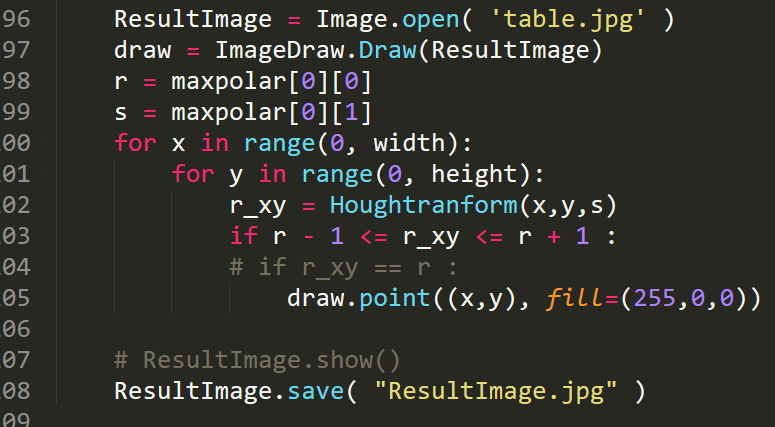 96 ResultImage = Image.open( 'table.jpg' )
97 draw = ImageDraw.Draw(ResultImage)
98 r = maxpolar[0][0]
99 s = maxpolar[0][1]
00 for x in range(0, width):
01 for y in range(0, height):
02 r_xy = Houghtranform(x,y,s)
03 if r - 1 <= r_xy <= r + 1 :
04 # if r_xy == r :
05 draw.point((x,y), fill=(255,0,0))
06
07 # ResultImage.show()
08 ResultImage.save( "ResultImage.jpg" )
09